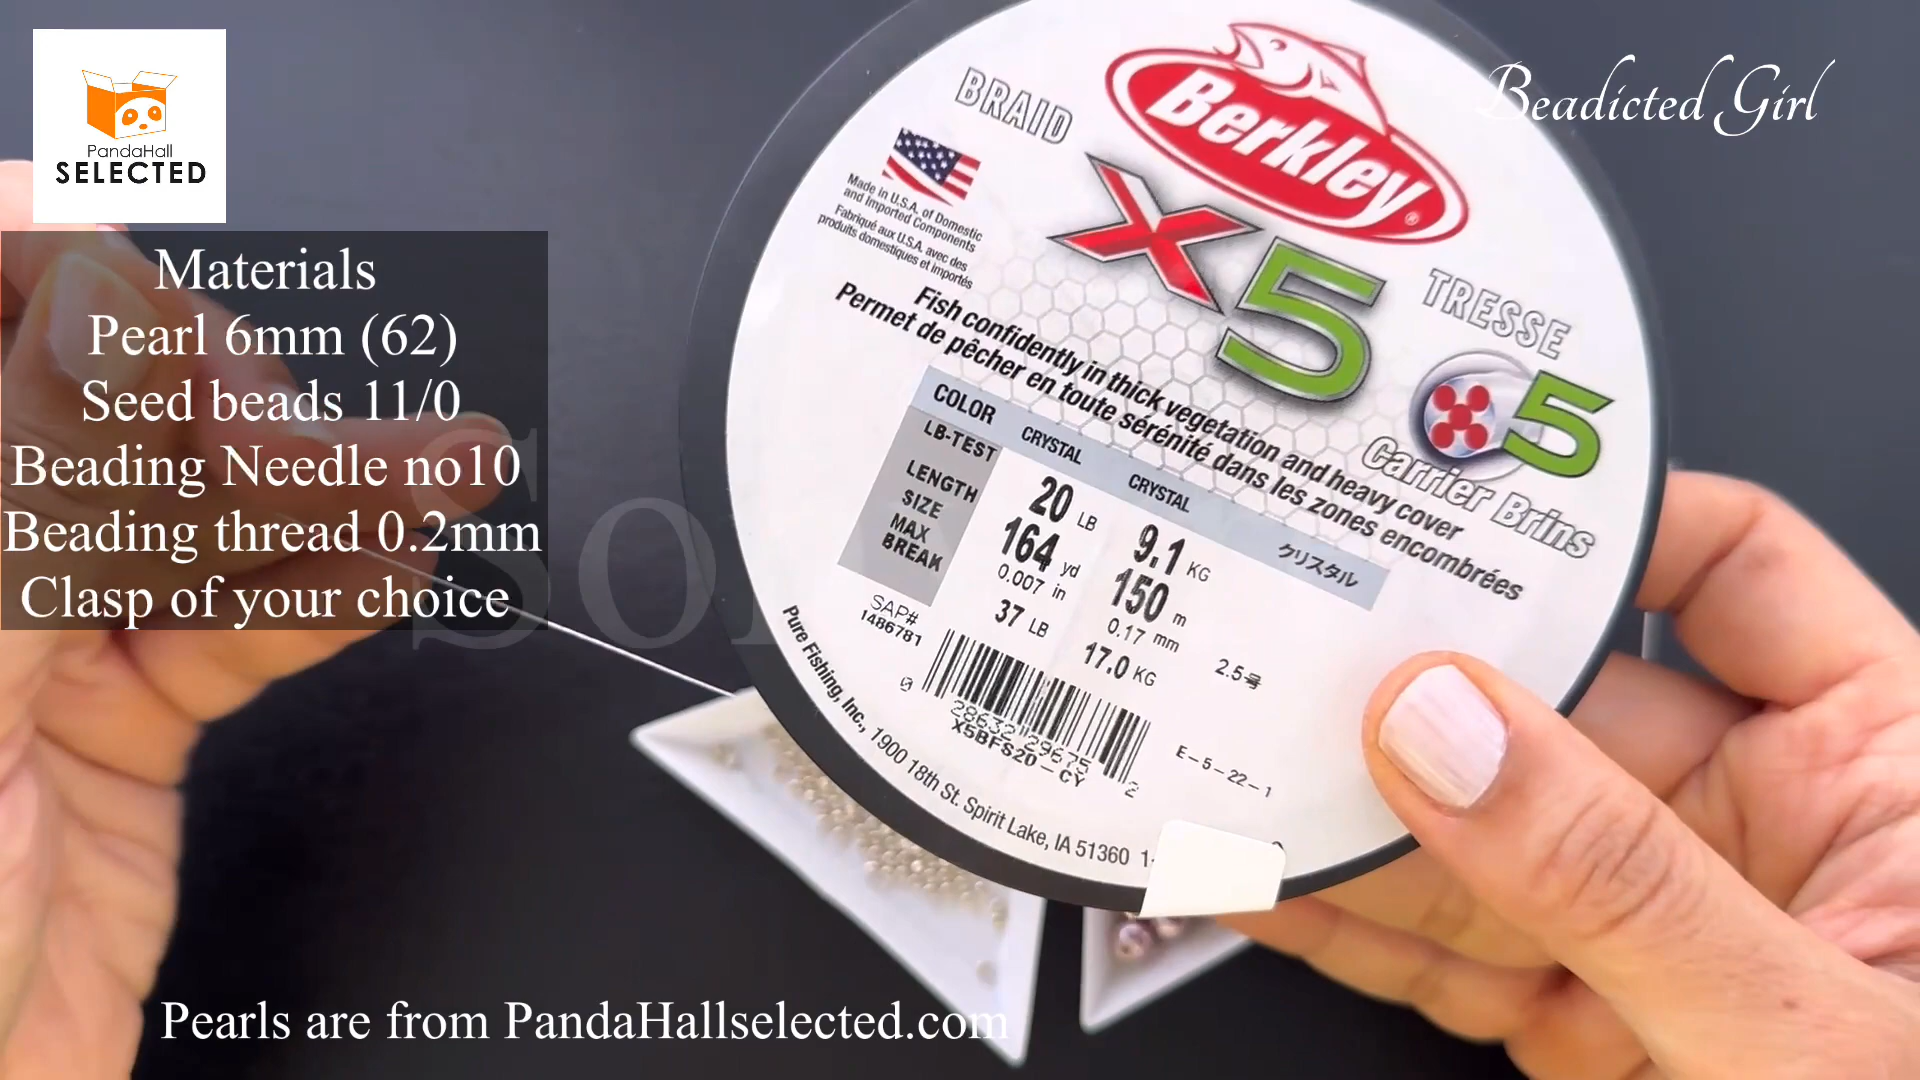 PandaHall
SELECTED
Materials
Pearl 6mm (62)
Seed beads 11/0
Beading Needle no10
Beading thread 0.2mm
Clasp of your choice
Beadicted Girl
BRAID
Berkley®
X5
TRESSE
5
Carrier Brins
Made in U.S.A. of Domestic
and Imported Components
Fabriqué aux U.S.A. avec des
produits domestiques et importés
Fish confidently in thick vegetation and heavy cover
Permet de pêcher en toute sérénité dans les zones encombrées
COLOR CRYSTAL CRYSTAL クリスタル
LB-TEST 20 LB 9.1 KG
LENGTH 164 yd 150 m
SIZE 0.007 in 0.17 mm 2.5号
MAX BREAK 37 LB 17.0 KG
SAP#
1486781
0 28632 29675 2
X5BFS20-CY
E-5-22-1
Pure Fishing, Inc., 1900 18th St. Spirit Lake, IA 51360 1-
Pearls are from PandaHallselected.com